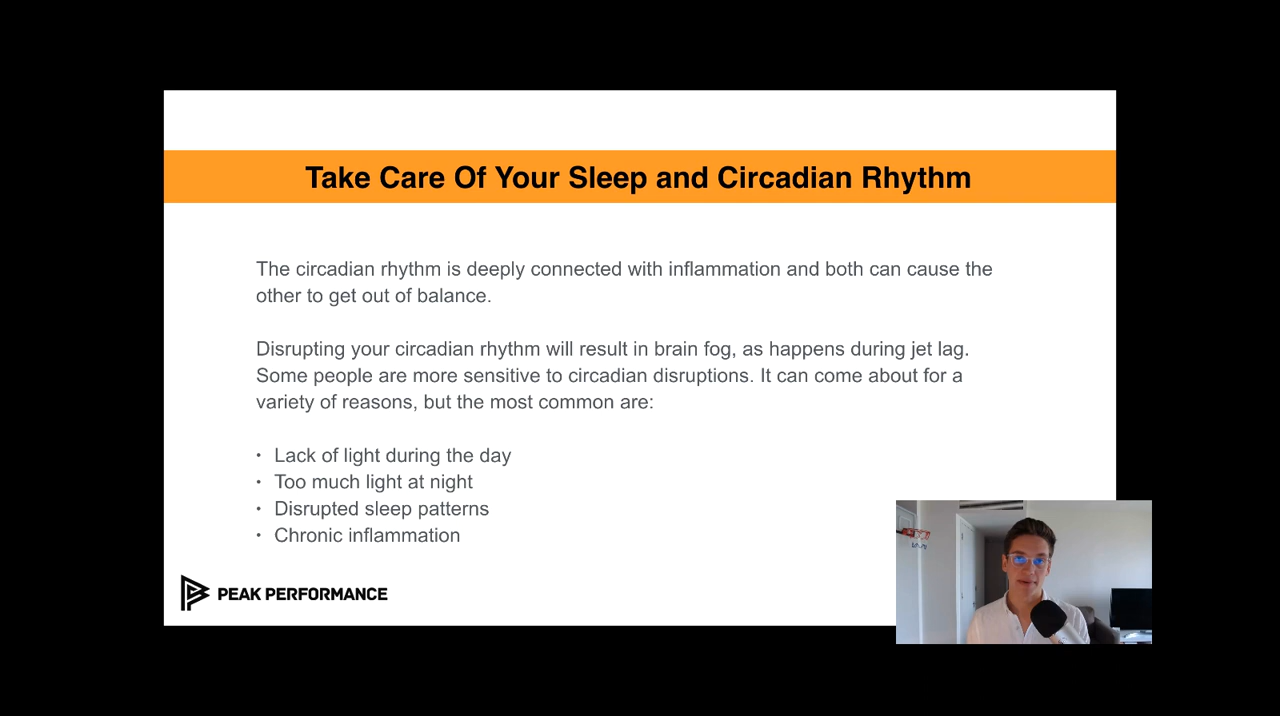 Take Care Of Your Sleep and Circadian Rhythm
The circadian rhythm is deeply connected with inflammation and both can cause the
other to get out of balance.
Disrupting your circadian rhythm will result in brain fog, as happens during jet lag.
Some people are more sensitive to circadian disruptions. It can come about for a
variety of reasons, but the most common are:
• Lack of light during the day
• Too much light at night
• Disrupted sleep patterns
• Chronic inflammation
PEAK PERFORMANCE